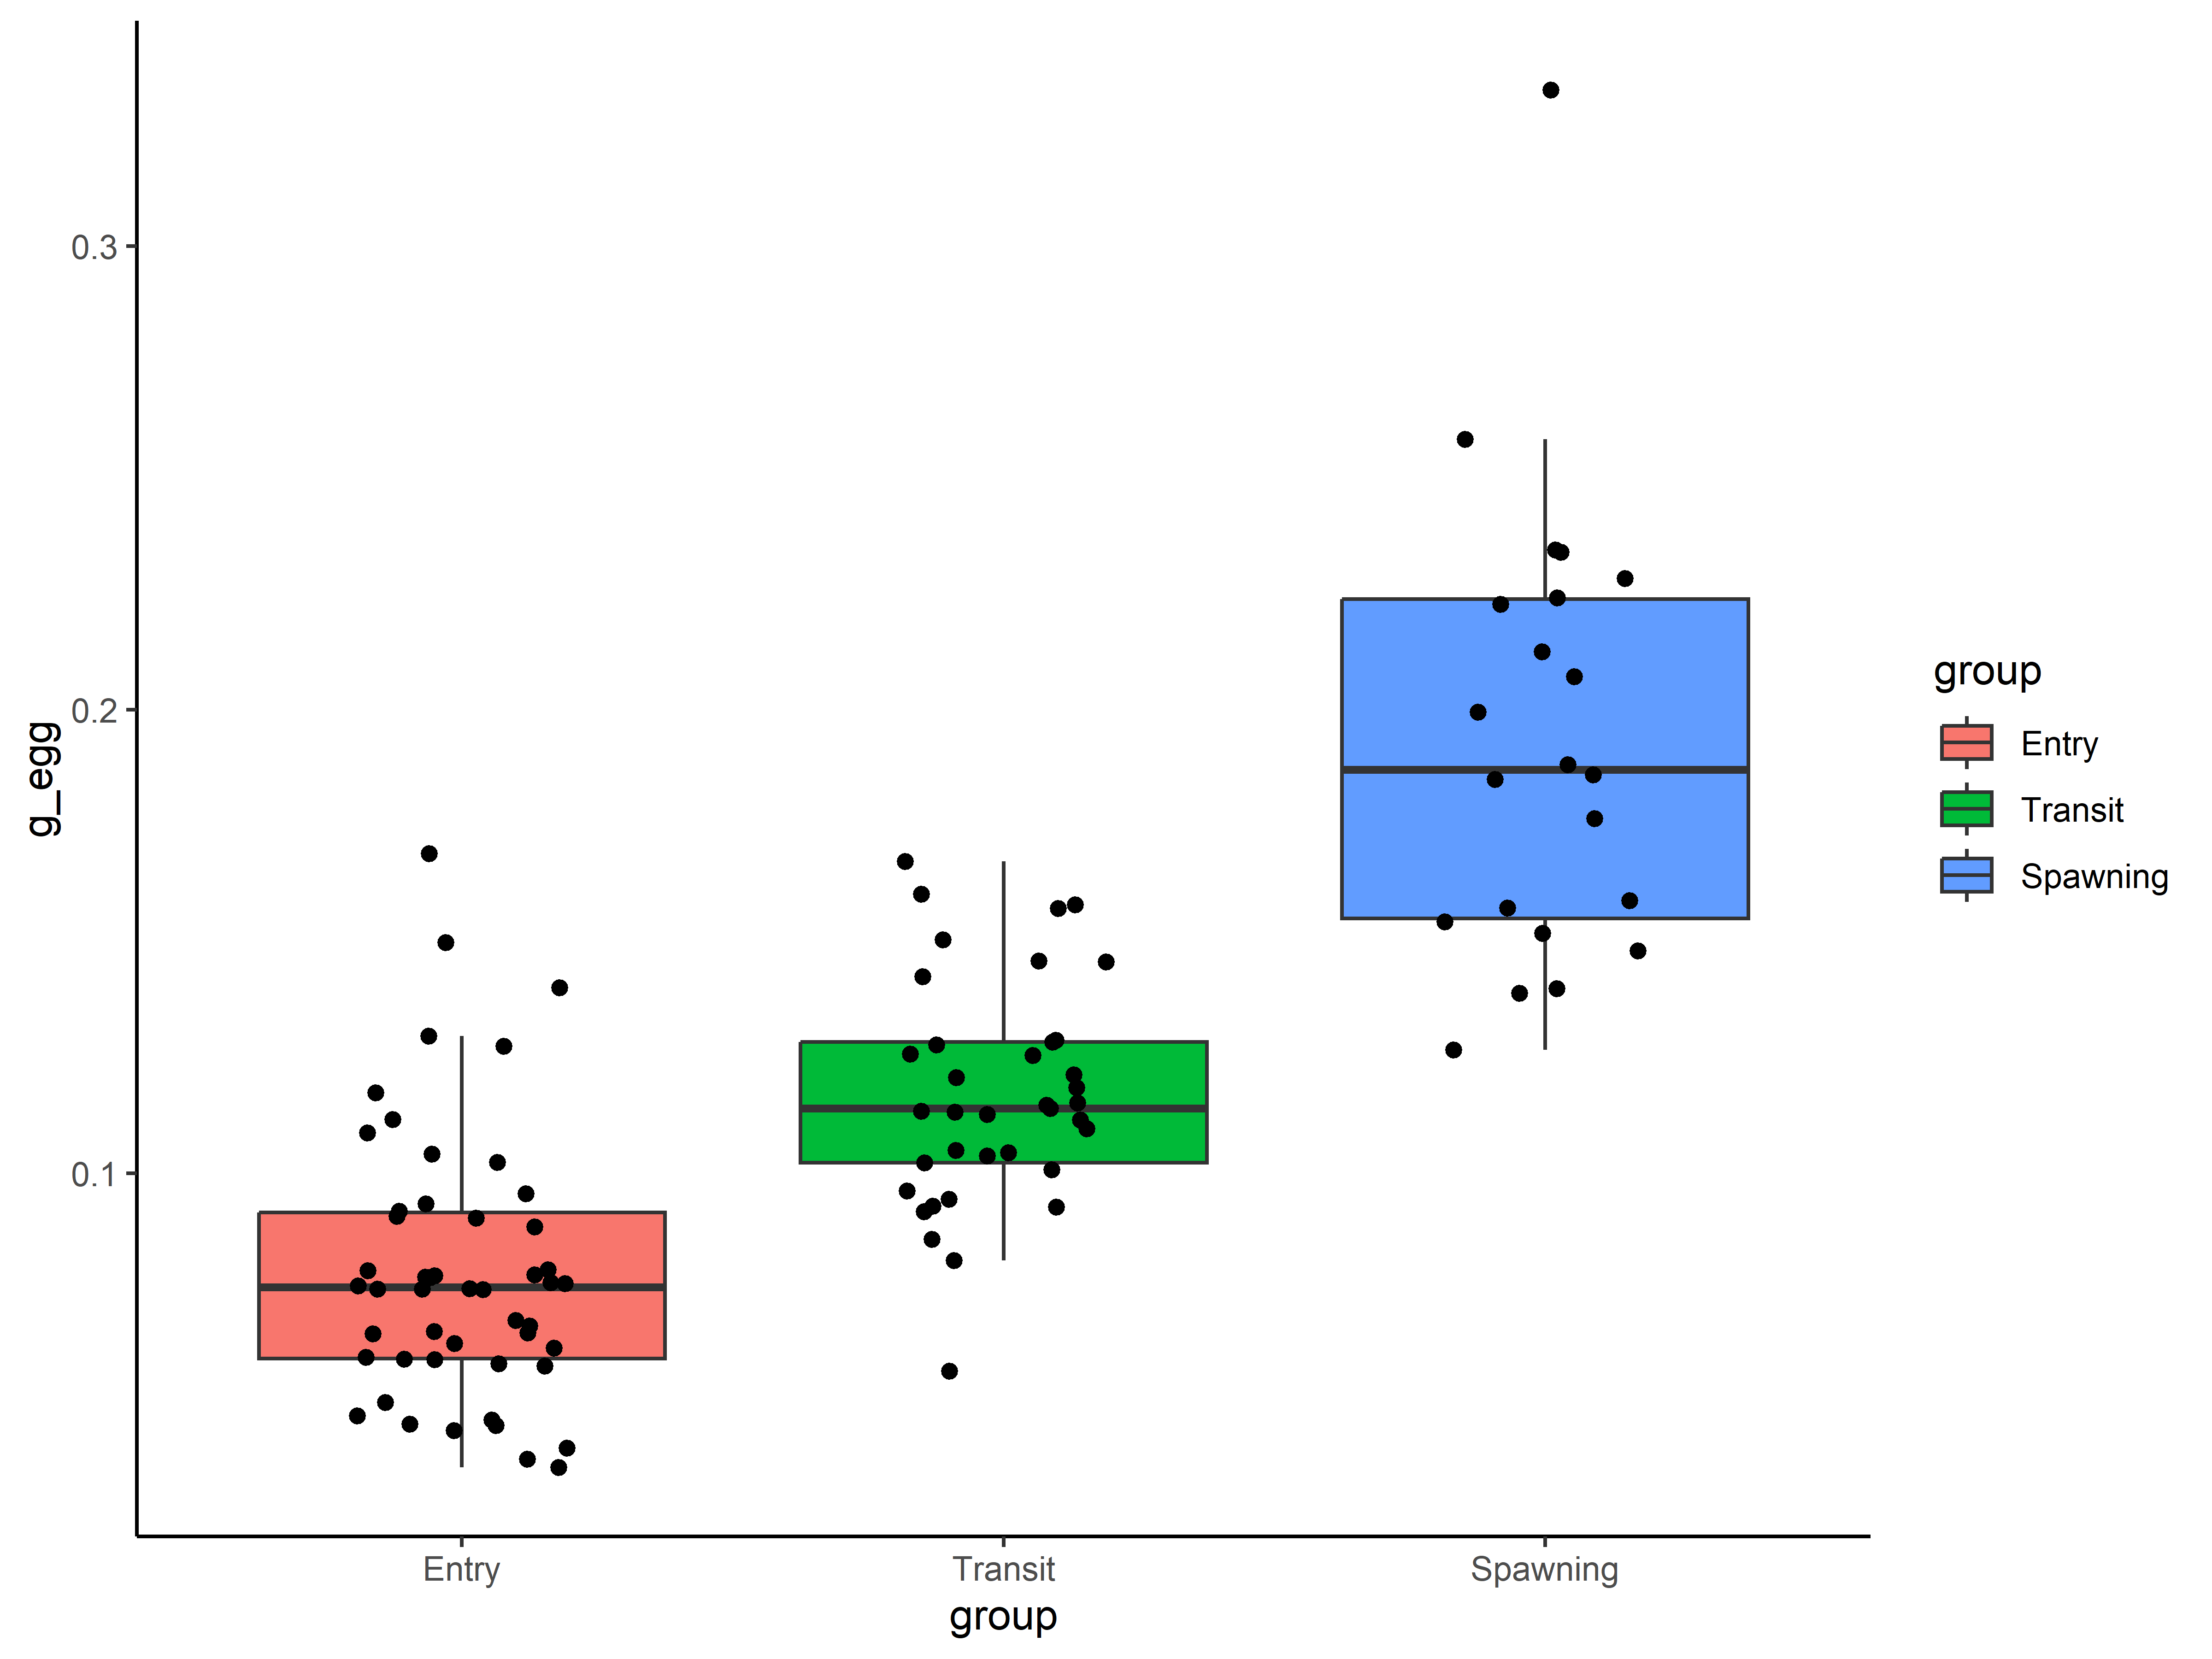 g_egg
0.3
0.2
0.1
Entry
Transit
Spawning
group
group
Entry
Transit
Spawning